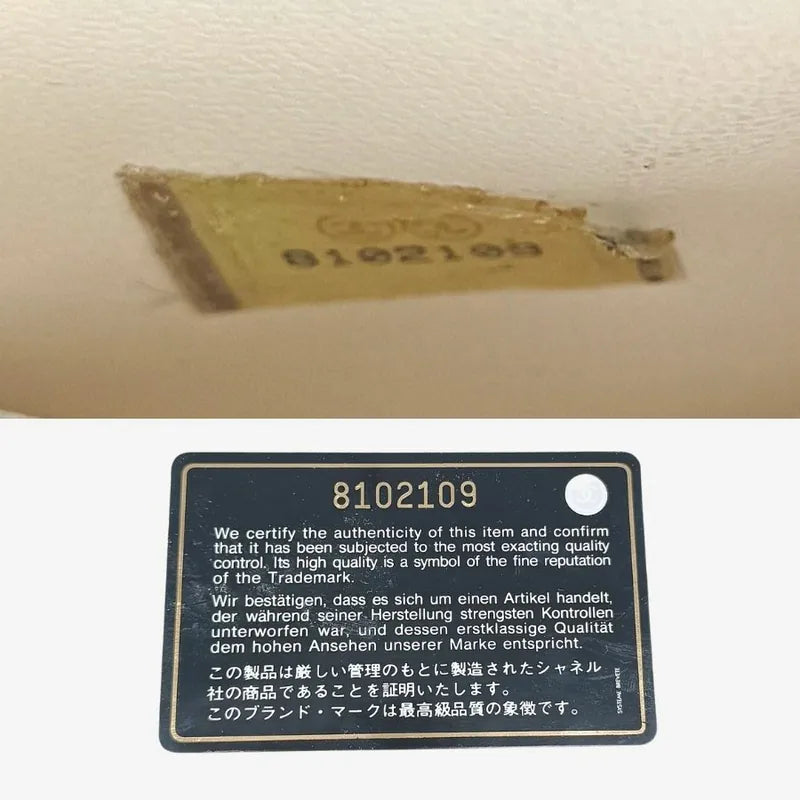 8102109
8102109
We certify the authenticity of this item and confirm
that it has been subjected to the most exacting quality
control. Its high quality is a symbol of the fine reputation
of the Trademark.
Wir bestätigen, dass es sich um einen Artikel handelt,
der während seiner Herstellung strengsten Kontrollen
unterworfen war, und dessen erstklassige Qualität
dem hohen Ansehen unserer Marke entspricht.
この製品は厳しい管理のもとに製造されたシャネル
社の商品であることを証明いたします。
このブランド・マークは最高級品質の象徴です。
SYSTEME BREVETE